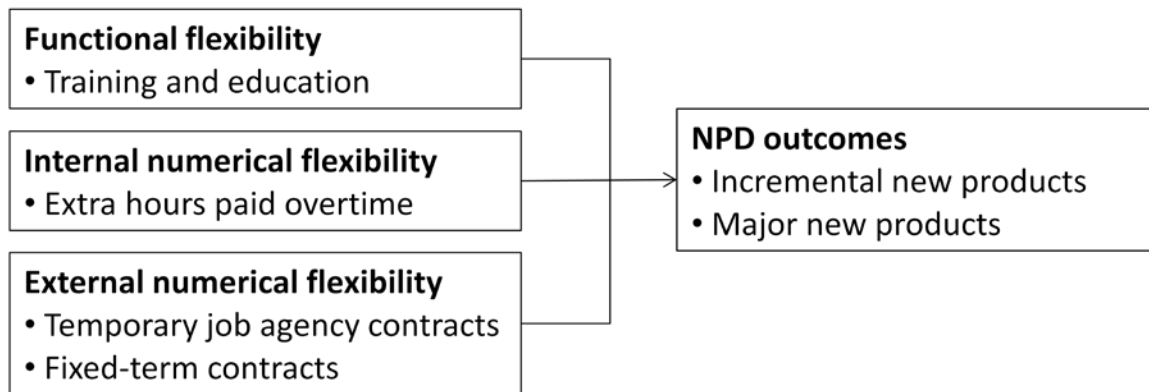 Functional flexibility
• Training and education
Internal numerical flexibility
• Extra hours paid overtime
External numerical flexibility
• Temporary job agency contracts
• Fixed-term contracts
NPD outcomes
• Incremental new products
• Major new products